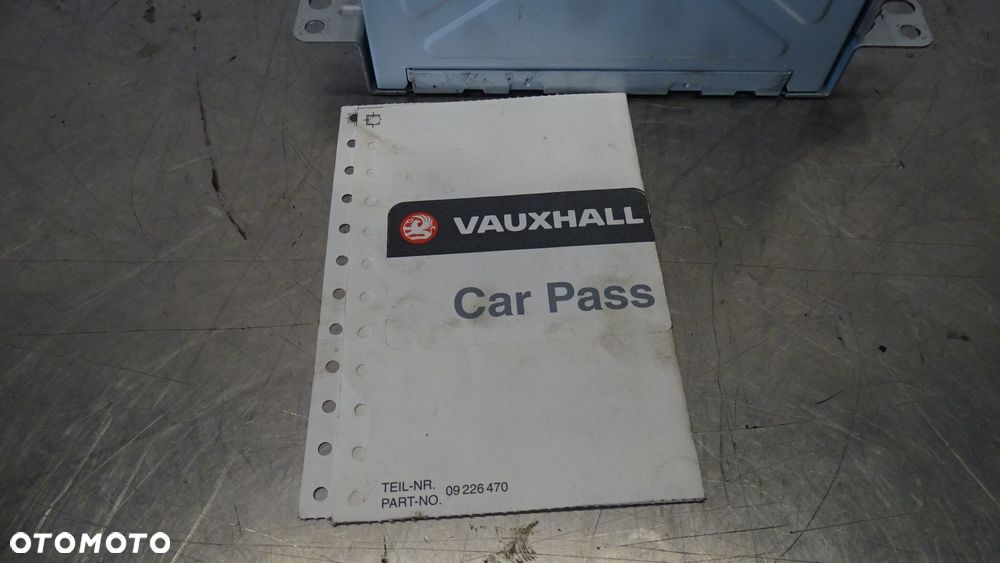 VAUXHALL
Car Pass
TEIL-NR. 09 226 470
PART-NO.
OTOMOTO